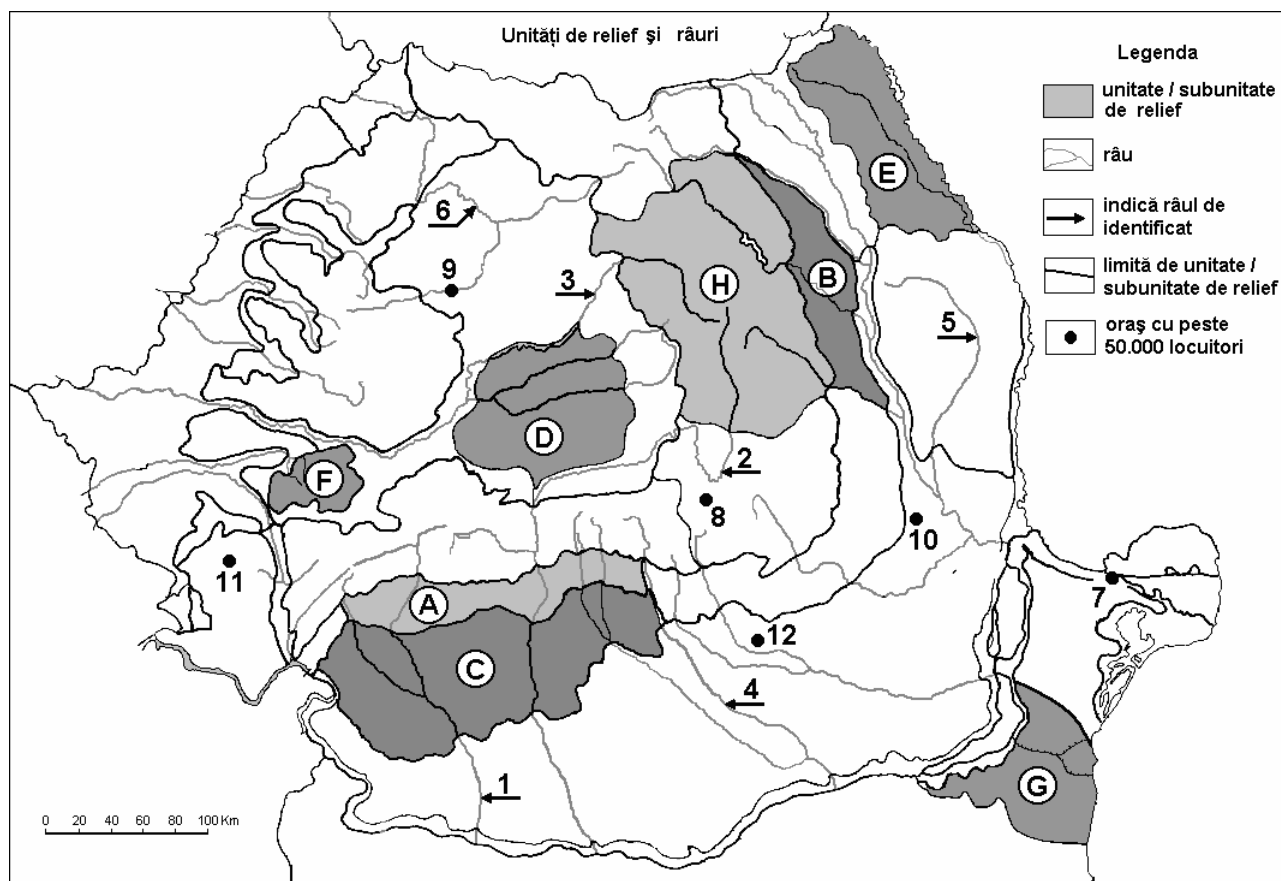 Unități de relief şi râuri
Legenda
unitate / subunitate
de relief
râu
indică râul de
identificat
limită de unitate /
subunitate de relief
oraş cu peste
50.000 locuitori
E
6
B
9
3
H
5
D
F
2
8
10
11
7
A
12
C
4
1
G
0 20 40 60 80 100 Km